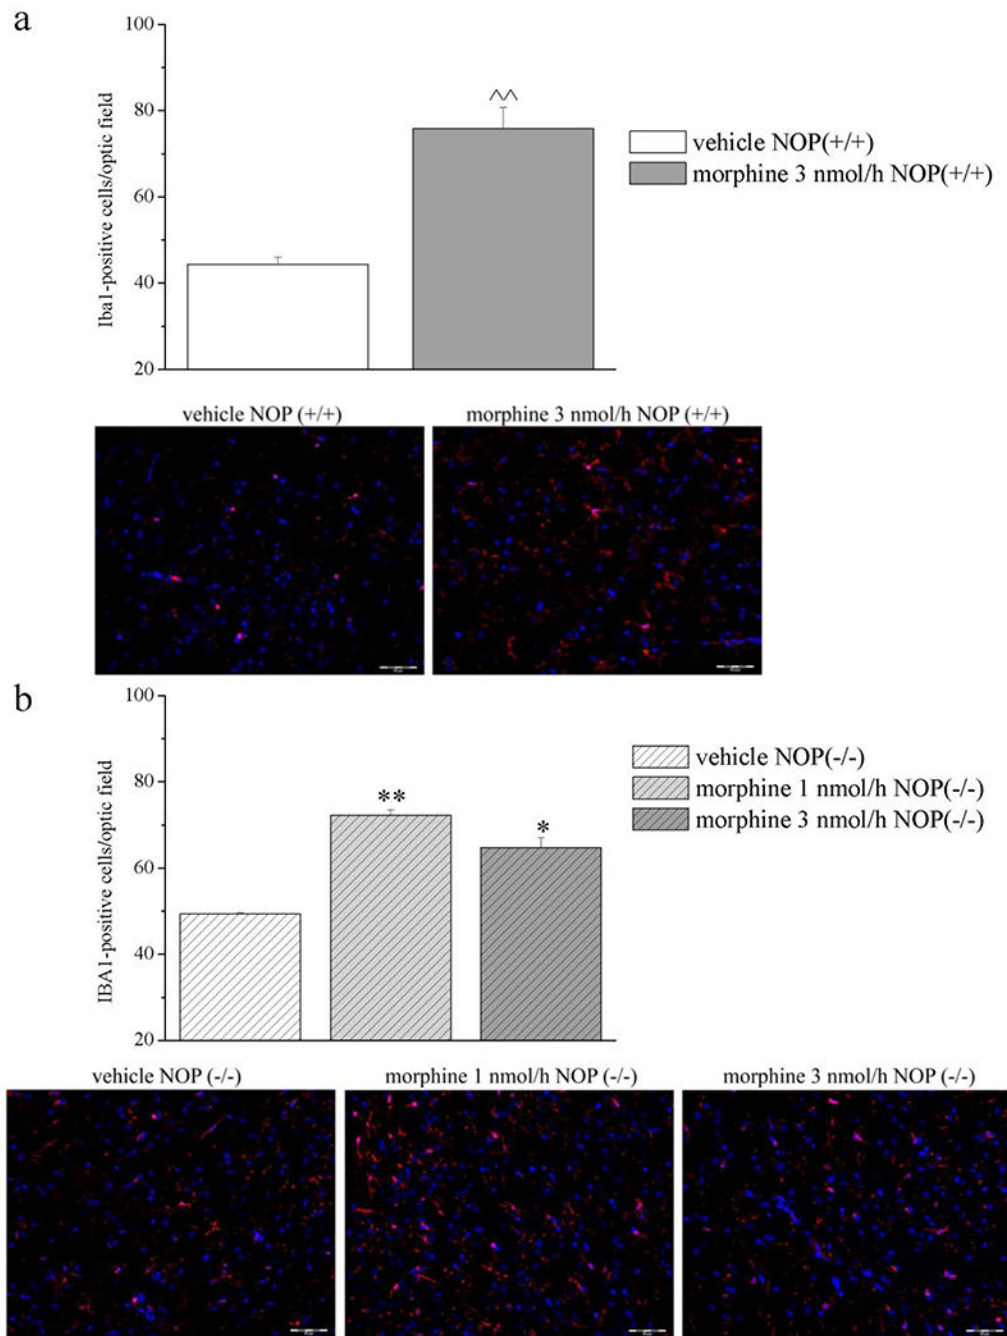 a
100
80
60
40
20
Iba1-positive cells/optic field
^^
vehicle NOP(+/+)
morphine 3 nmol/h NOP(+/+)
vehicle NOP (+/+)
morphine 3 nmol/h NOP (+/+)
b
100
80
60
40
20
IBA1-positive cells/optic field
**
*
vehicle NOP(-/-)
morphine 1 nmol/h NOP(-/-)
morphine 3 nmol/h NOP(-/-)
vehicle NOP (-/-)
morphine 1 nmol/h NOP (-/-)
morphine 3 nmol/h NOP (-/-)